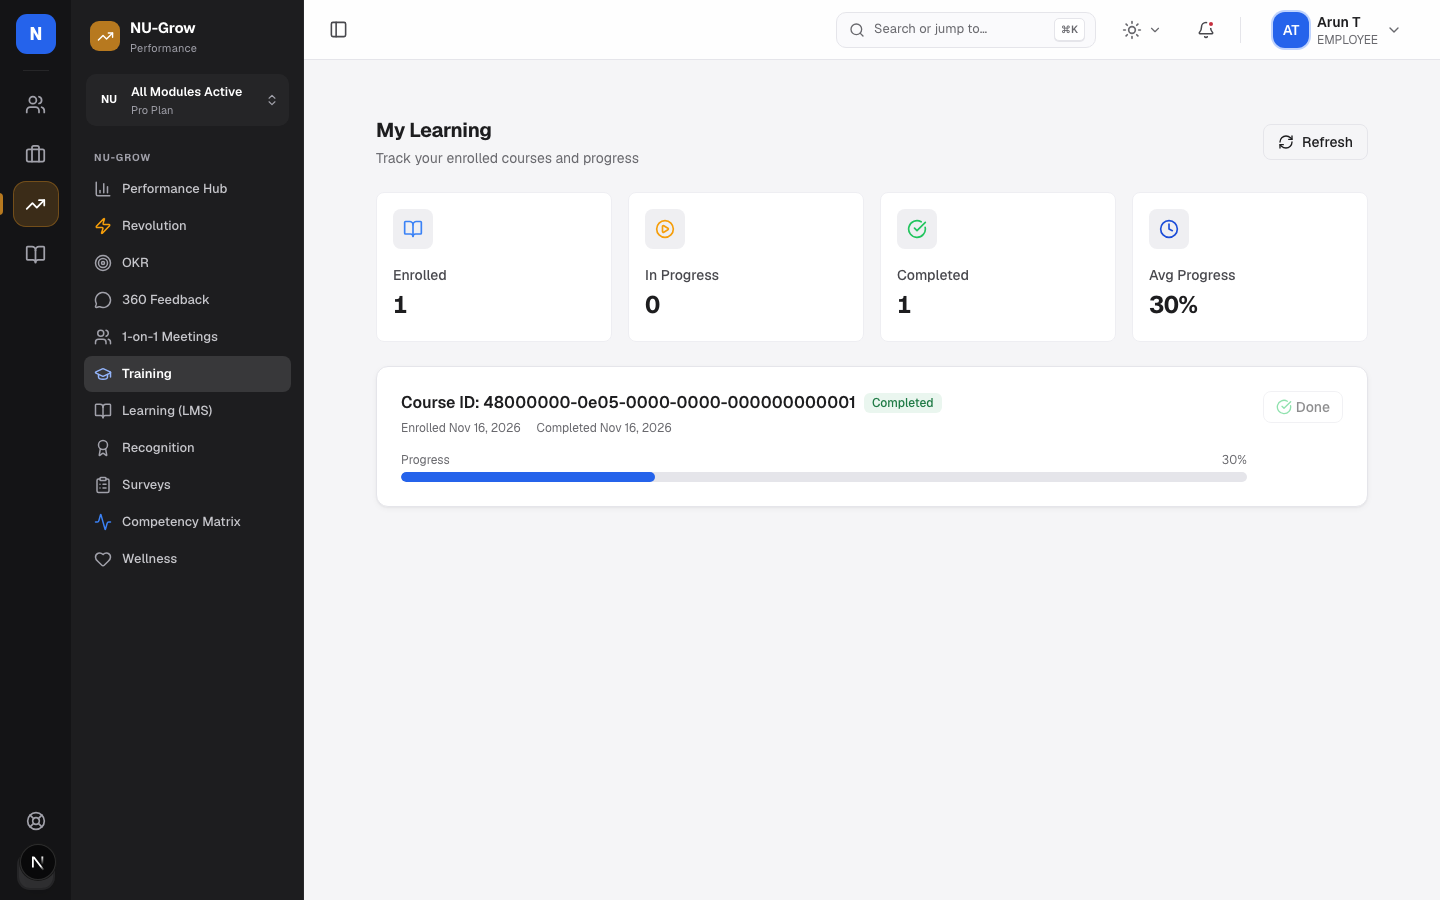 N
NU-Grow
Performance
NU
All Modules Active
Pro Plan
NU-GROW
Performance Hub
Revolution
OKR
360 Feedback
1-on-1 Meetings
Training
Learning (LMS)
Recognition
Surveys
Competency Matrix
Wellness
N
Search or jump to...
⌘K
AT
Arun T
EMPLOYEE
My Learning
Track your enrolled courses and progress
Refresh
Enrolled
1
In Progress
0
Completed
1
Avg Progress
30%
Course ID: 48000000-0e05-0000-0000-000000000001 Completed
Done
Enrolled Nov 16, 2026 Completed Nov 16, 2026
Progress 30%